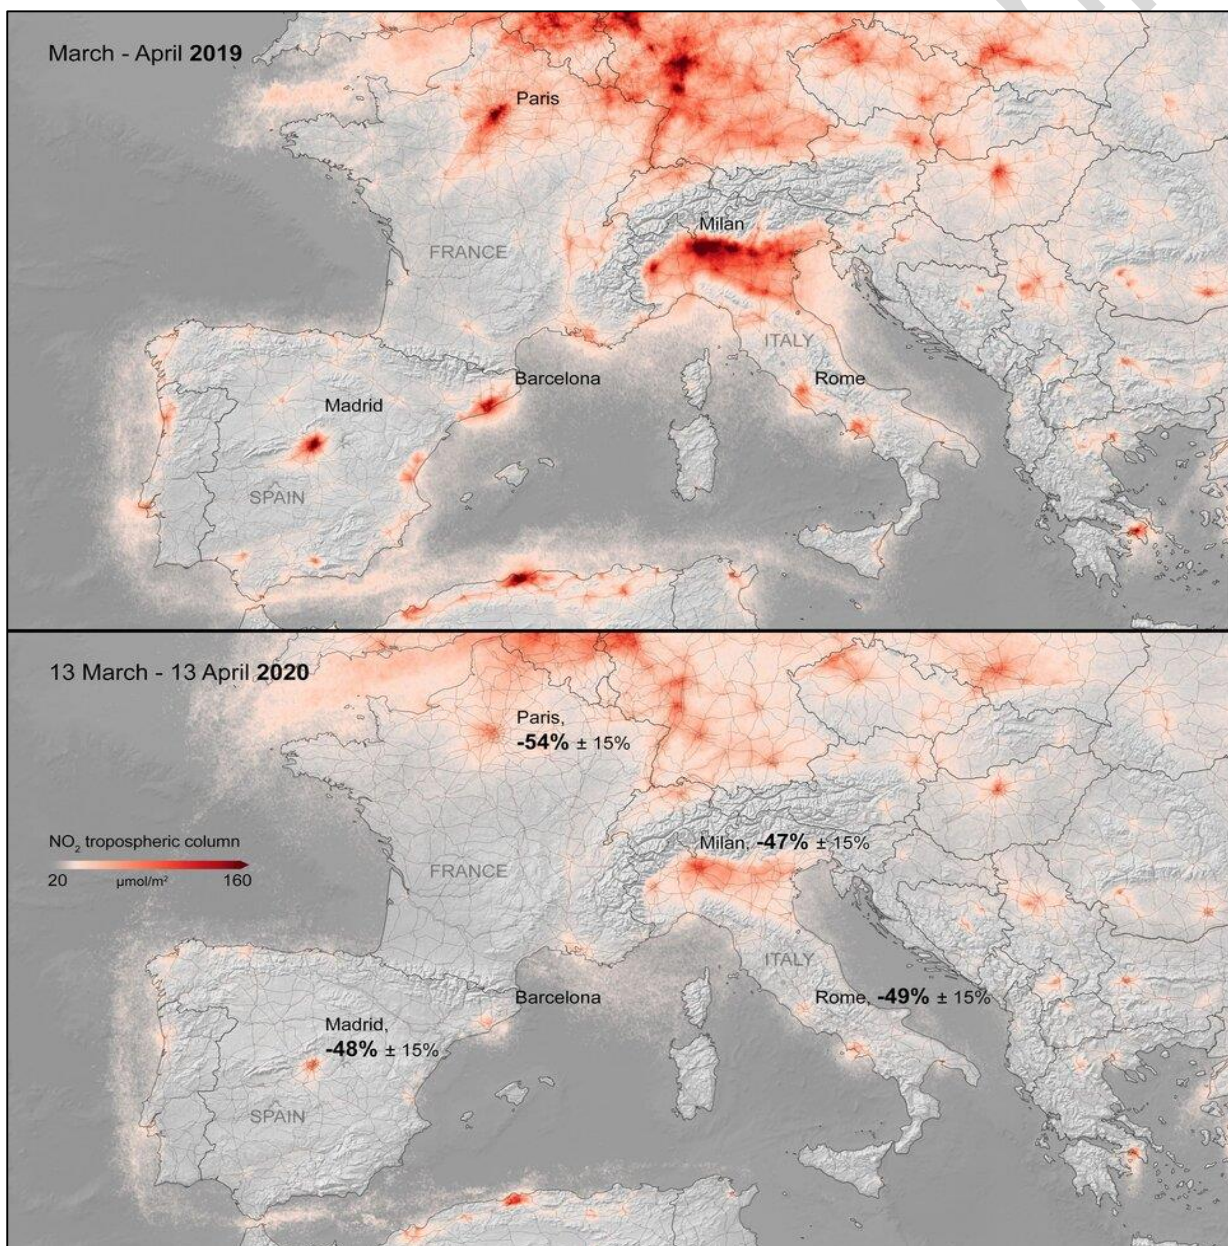 March - April 2019
Paris
Milan
FRANCE
ITALY
Barcelona
Rome
Madrid
SPAIN
13 March - 13 April 2020
Paris,
-54% ± 15%
NO₂ tropospheric column
20 µmol/m² 160
Milan, -47% ± 15%
FRANCE
ITALY
Barcelona
Rome, -49% ± 15%
Madrid,
-48% ± 15%
SPAIN